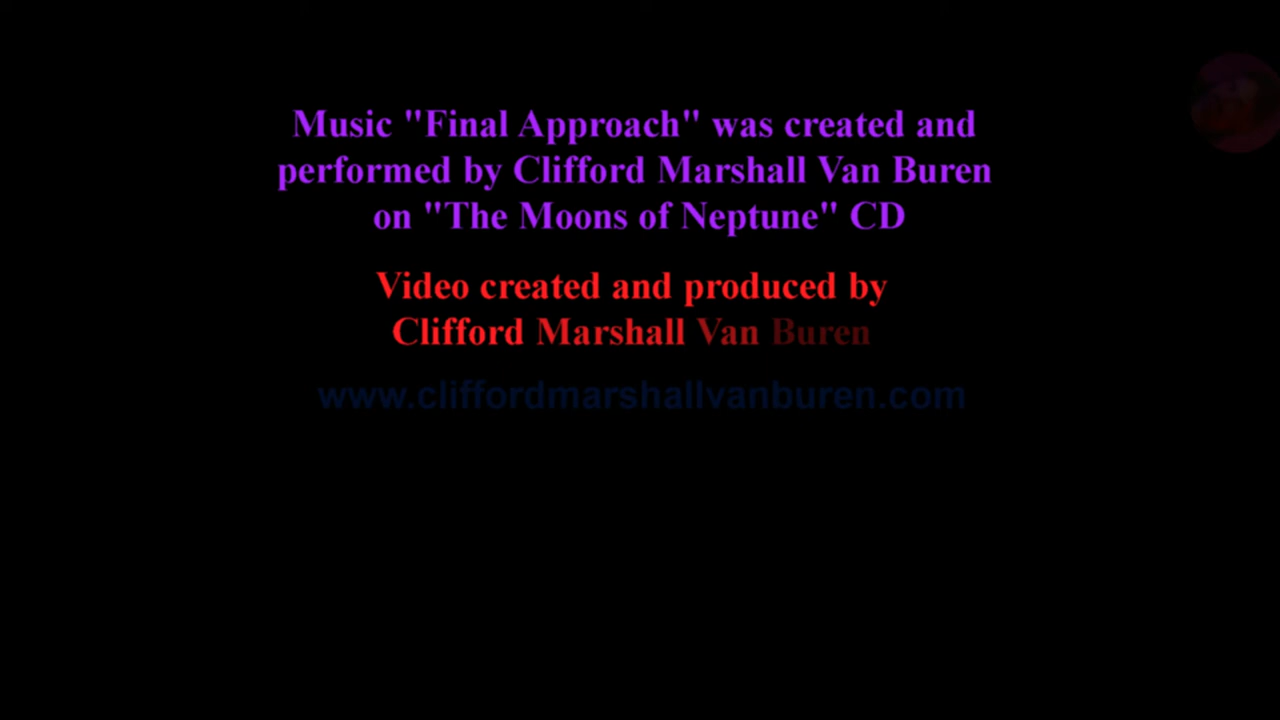 Music "Final Approach" was created and
performed by Clifford Marshall Van Buren
on "The Moons of Neptune" CD
Video created and produced by
Clifford Marshall Van Buren
www.cliffordmarshallvanburen.com